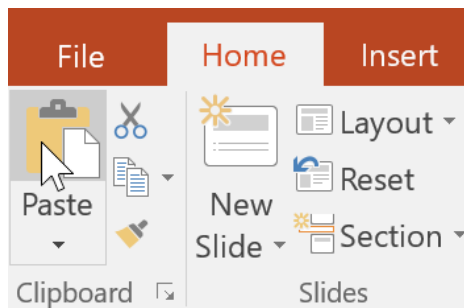 File Home Insert
Paste
New
Slide
Layout
Reset
Section
Clipboard
Slides